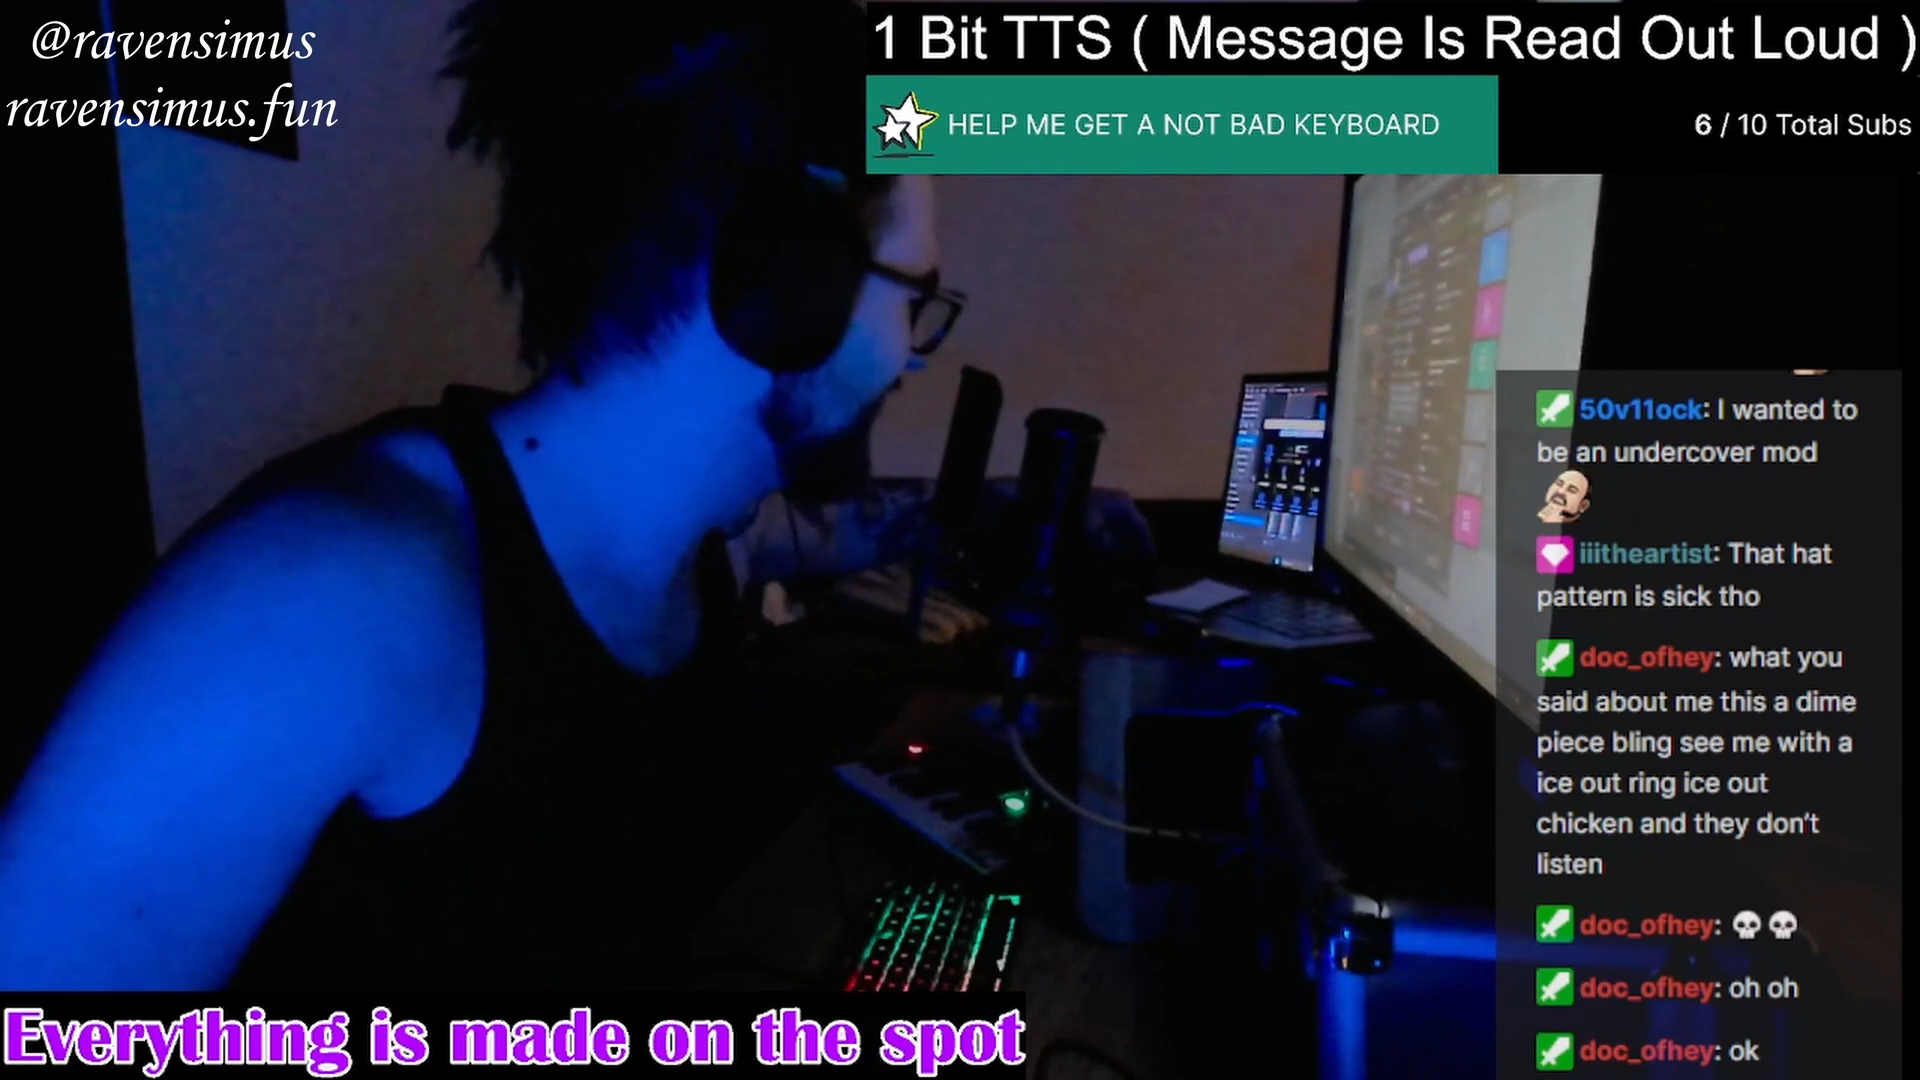 @ravensimus
ravensimus.fun
1 Bit TTS ( Message Is Read Out Loud )
HELP ME GET A NOT BAD KEYBOARD
6 / 10 Total Subs
50v11ock: I wanted to
be an undercover mod
iiitheartist: That hat
pattern is sick tho
doc_ofhey: what you
said about me this a dime
piece bling see me with a
ice out ring ice out
chicken and they don't
listen
doc_ofhey: 💀💀
doc_ofhey: oh oh
doc_ofhey: ok
Everything is made on the spot